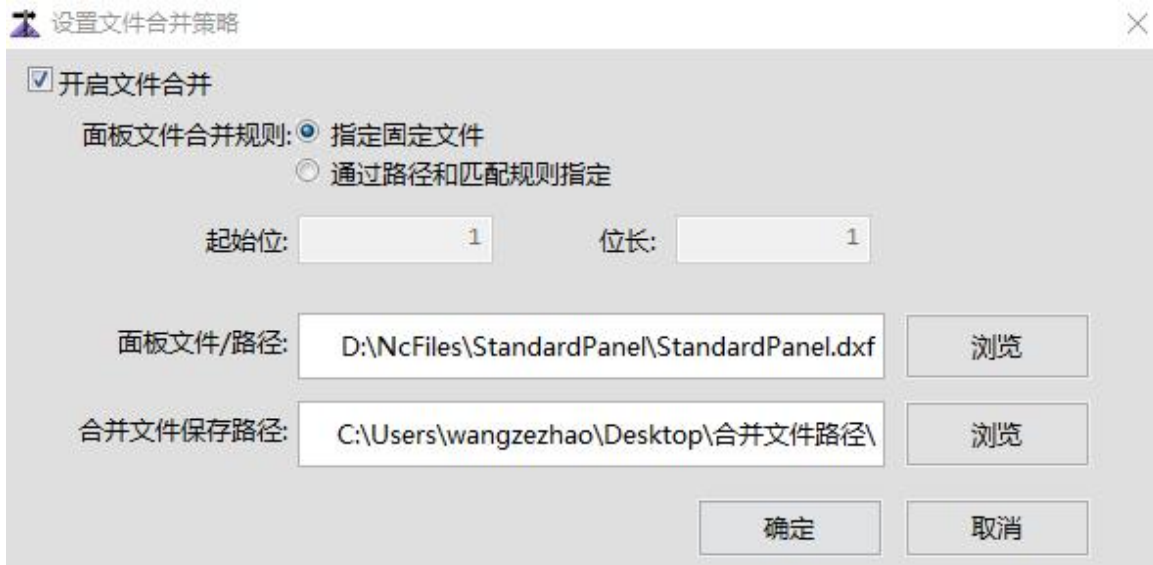 设置文件合并策略
开启文件合并
面板文件合并规则: 指定固定文件
通过路径和匹配规则指定
起始位: 1 位长: 1
面板文件/路径: D:\NcFiles\StandardPanel\StandardPanel.dxf 浏览
合并文件保存路径: C:\Users\wangzezhao\Desktop\合并文件路径\ 浏览
确定 取消